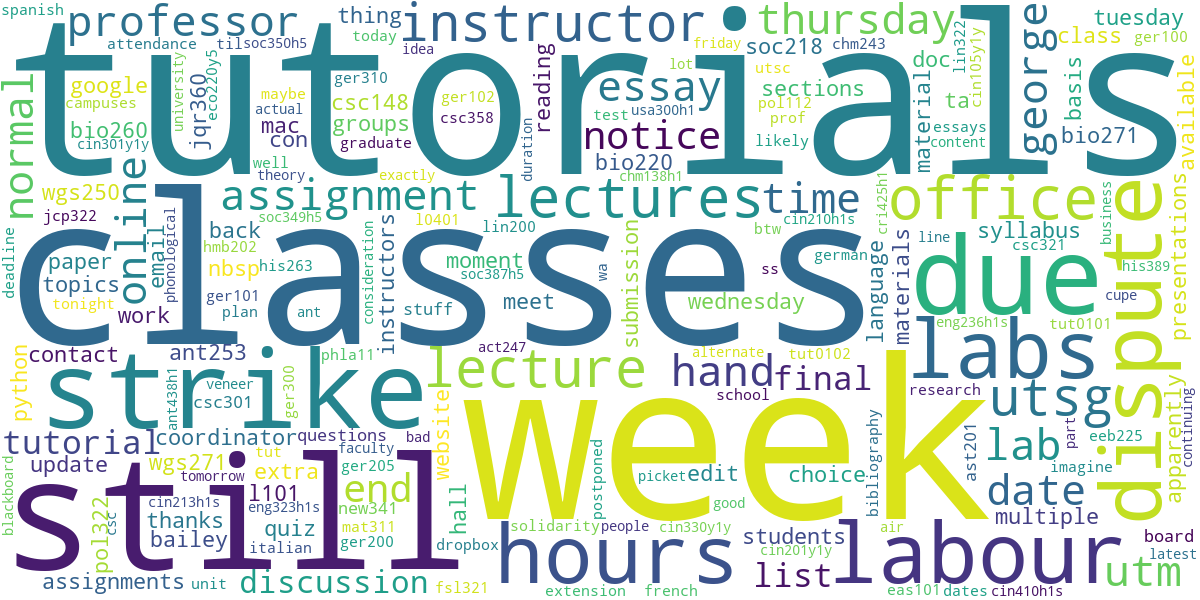 spanish
professor
thing
instructor
thursday
george
tuesday
attendance
tilsoc350h5
today
idea
friday
soc218
chm243
lin322
class
ger100
tutorials
normal
google
campuses
bio260
cin301y1y
university
eco220y5
jqr360
maybe
actual
mac
con
ger310
csc148
groups
graduate
ger102
csc358
reading
duration
lot
utsc
essay
test
usa300h1
notice
bio220
pol112
prof
sections
likely
doc
ta
material
essays
content
cin105y1y
basis
bio271
available
well
theory
exactly
chm138h1
wgs250
jcp322
online
assignment
lectures
time
office
cri425h1
due
dispute
presentations
classes
deadline
back
soc349h5
l0401
lin200
cin210h1s
line
syllabus
csc321
business
paper
topics
tonight
email
phonological
hmb202
nbsp
his263
consideration
instructors
moment
soc387h5
submission
wa
btw
ss
german
language
materials
his389
cupe
work
ger101
plan
ant
stuff
meet
wednesday
eng236h1s
tut0101
contact
ant253
phla11
act247
alternate
tut0102
labs
python
strike
ant438h1
veneer
csc301
ger300
lecture
hand
final
school
research
utsg
apparently
continuing
tutorial
coordinator
questions
bad
website
week
part
update
wgs271
tut
faculty
tomorrow
extra
ger205
postponed
picket
edit
choice
bibliography
ast201
lab
eeb225
imagine
still
l101
end
good
date
blackboard
pol322
csc
cin213h1s
thanks
bailey
eng323h1s
quiz
italian
new341
mat311
ger200
hall
dropbox
solidarity
people
cin330y1y
students
air
multiple
board
latest
hours
cin201y1y
list
labour
utm
assignments
unit
discussion
fsl321
extension
french
eas101
dates
cin410h1s